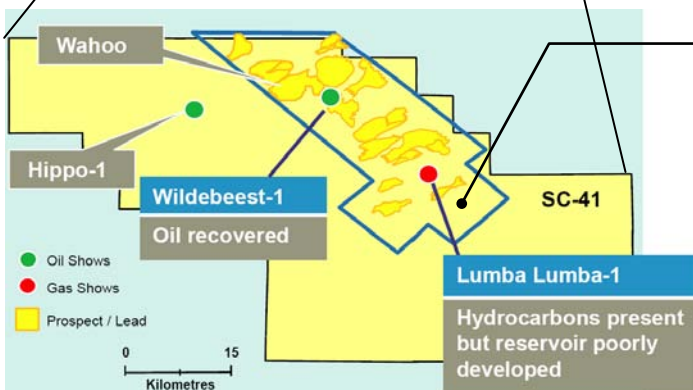 Wahoo
Hippo-1
Wildebeest-1
Oil recovered
SC-41
Lumba Lumba-1
Hydrocarbons present
but reservoir poorly
developed
Oil Shows
Gas Shows
Prospect / Lead
0 15
Kilometres